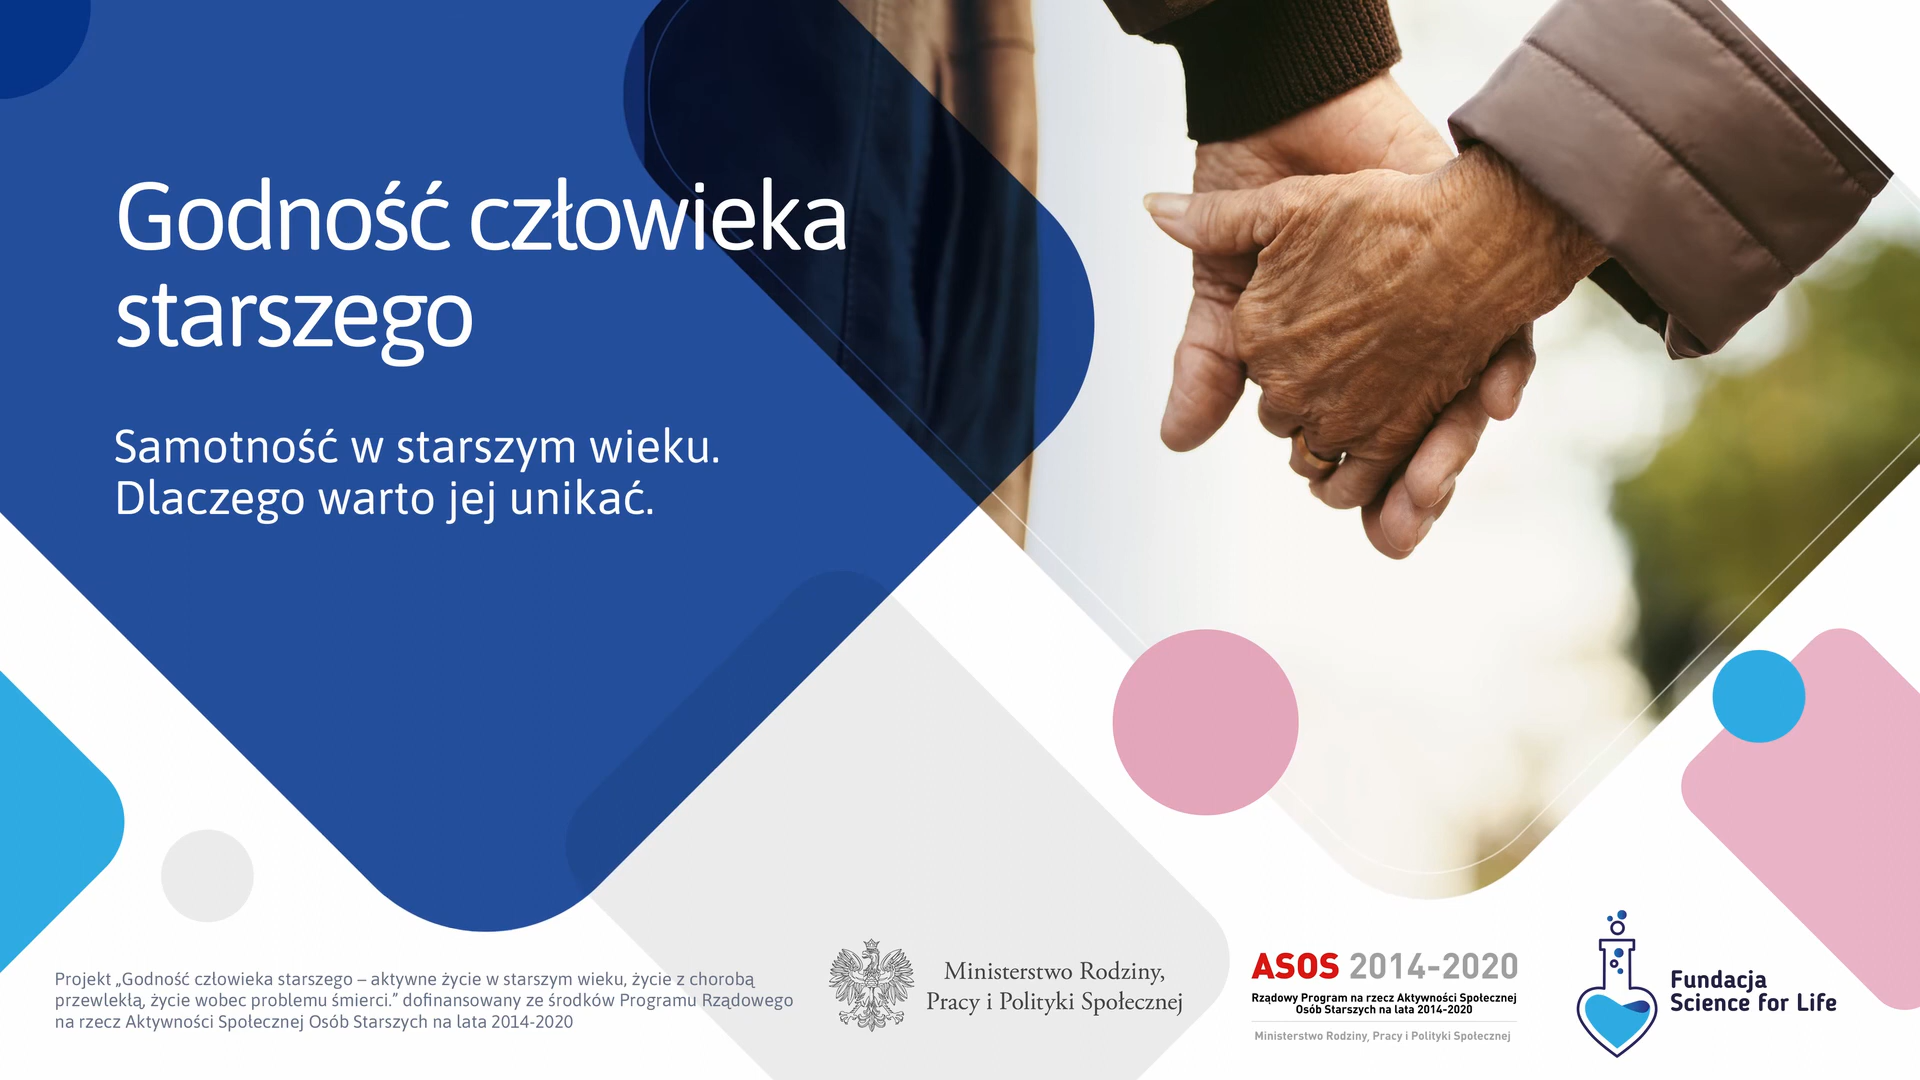 Godność człowieka
starszego
Samotność w starszym wieku.
Dlaczego warto jej unikać.
Projekt „Godność człowieka starszego – aktywne życie w starszym wieku, życie z chorobą
przewlekłą, życie wobec problemu śmierci.” dofinansowany ze środków Programu Rządowego
na rzecz Aktywności Społecznej Osób Starszych na lata 2014-2020
Ministerstwo Rodziny,
Pracy i Polityki Społecznej
ASOS 2014-2020
Rządowy Program na rzecz Aktywności Społecznej
Osób Starszych na lata 2014-2020
Ministerstwo Rodziny, Pracy i Polityki Społecznej
Fundacja
Science for Life